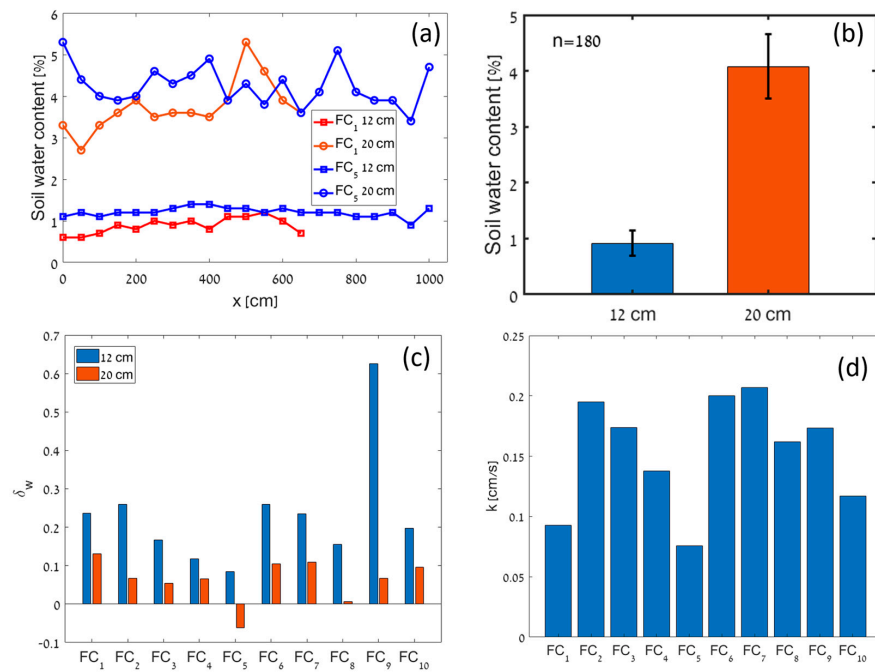 (a)
Soil water content [%]
6
5
4
3
2
1
0
FC₁ 12 cm
FC₁ 20 cm
FC₅ 12 cm
FC₅ 20 cm
0 200 400 600 800 1000
x [cm]
(b)
n=180
Soil water content [%]
5
4
3
2
1
0
12 cm 20 cm
(c)
12 cm
20 cm
δw
0.7
0.6
0.5
0.4
0.3
0.2
0.1
0
-0.1
FC₁ FC₂ FC₃ FC₄ FC₅ FC₆ FC₇ FC₈ FC₉ FC₁₀
(d)
k [cm/s]
0.25
0.2
0.15
0.1
0.05
0
FC₁ FC₂ FC₃ FC₄ FC₅ FC₆ FC₇ FC₈ FC₉ FC₁₀